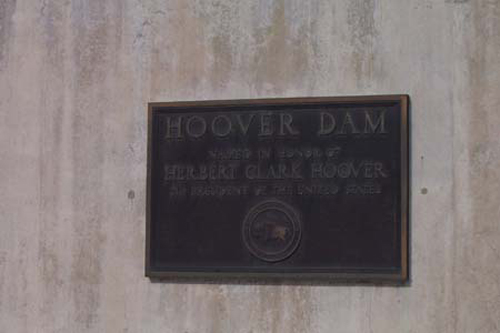 HOOVER DAM
NAMED IN HONOR OF
HERBERT CLARK HOOVER
PRESIDENT OF THE UNITED STATES